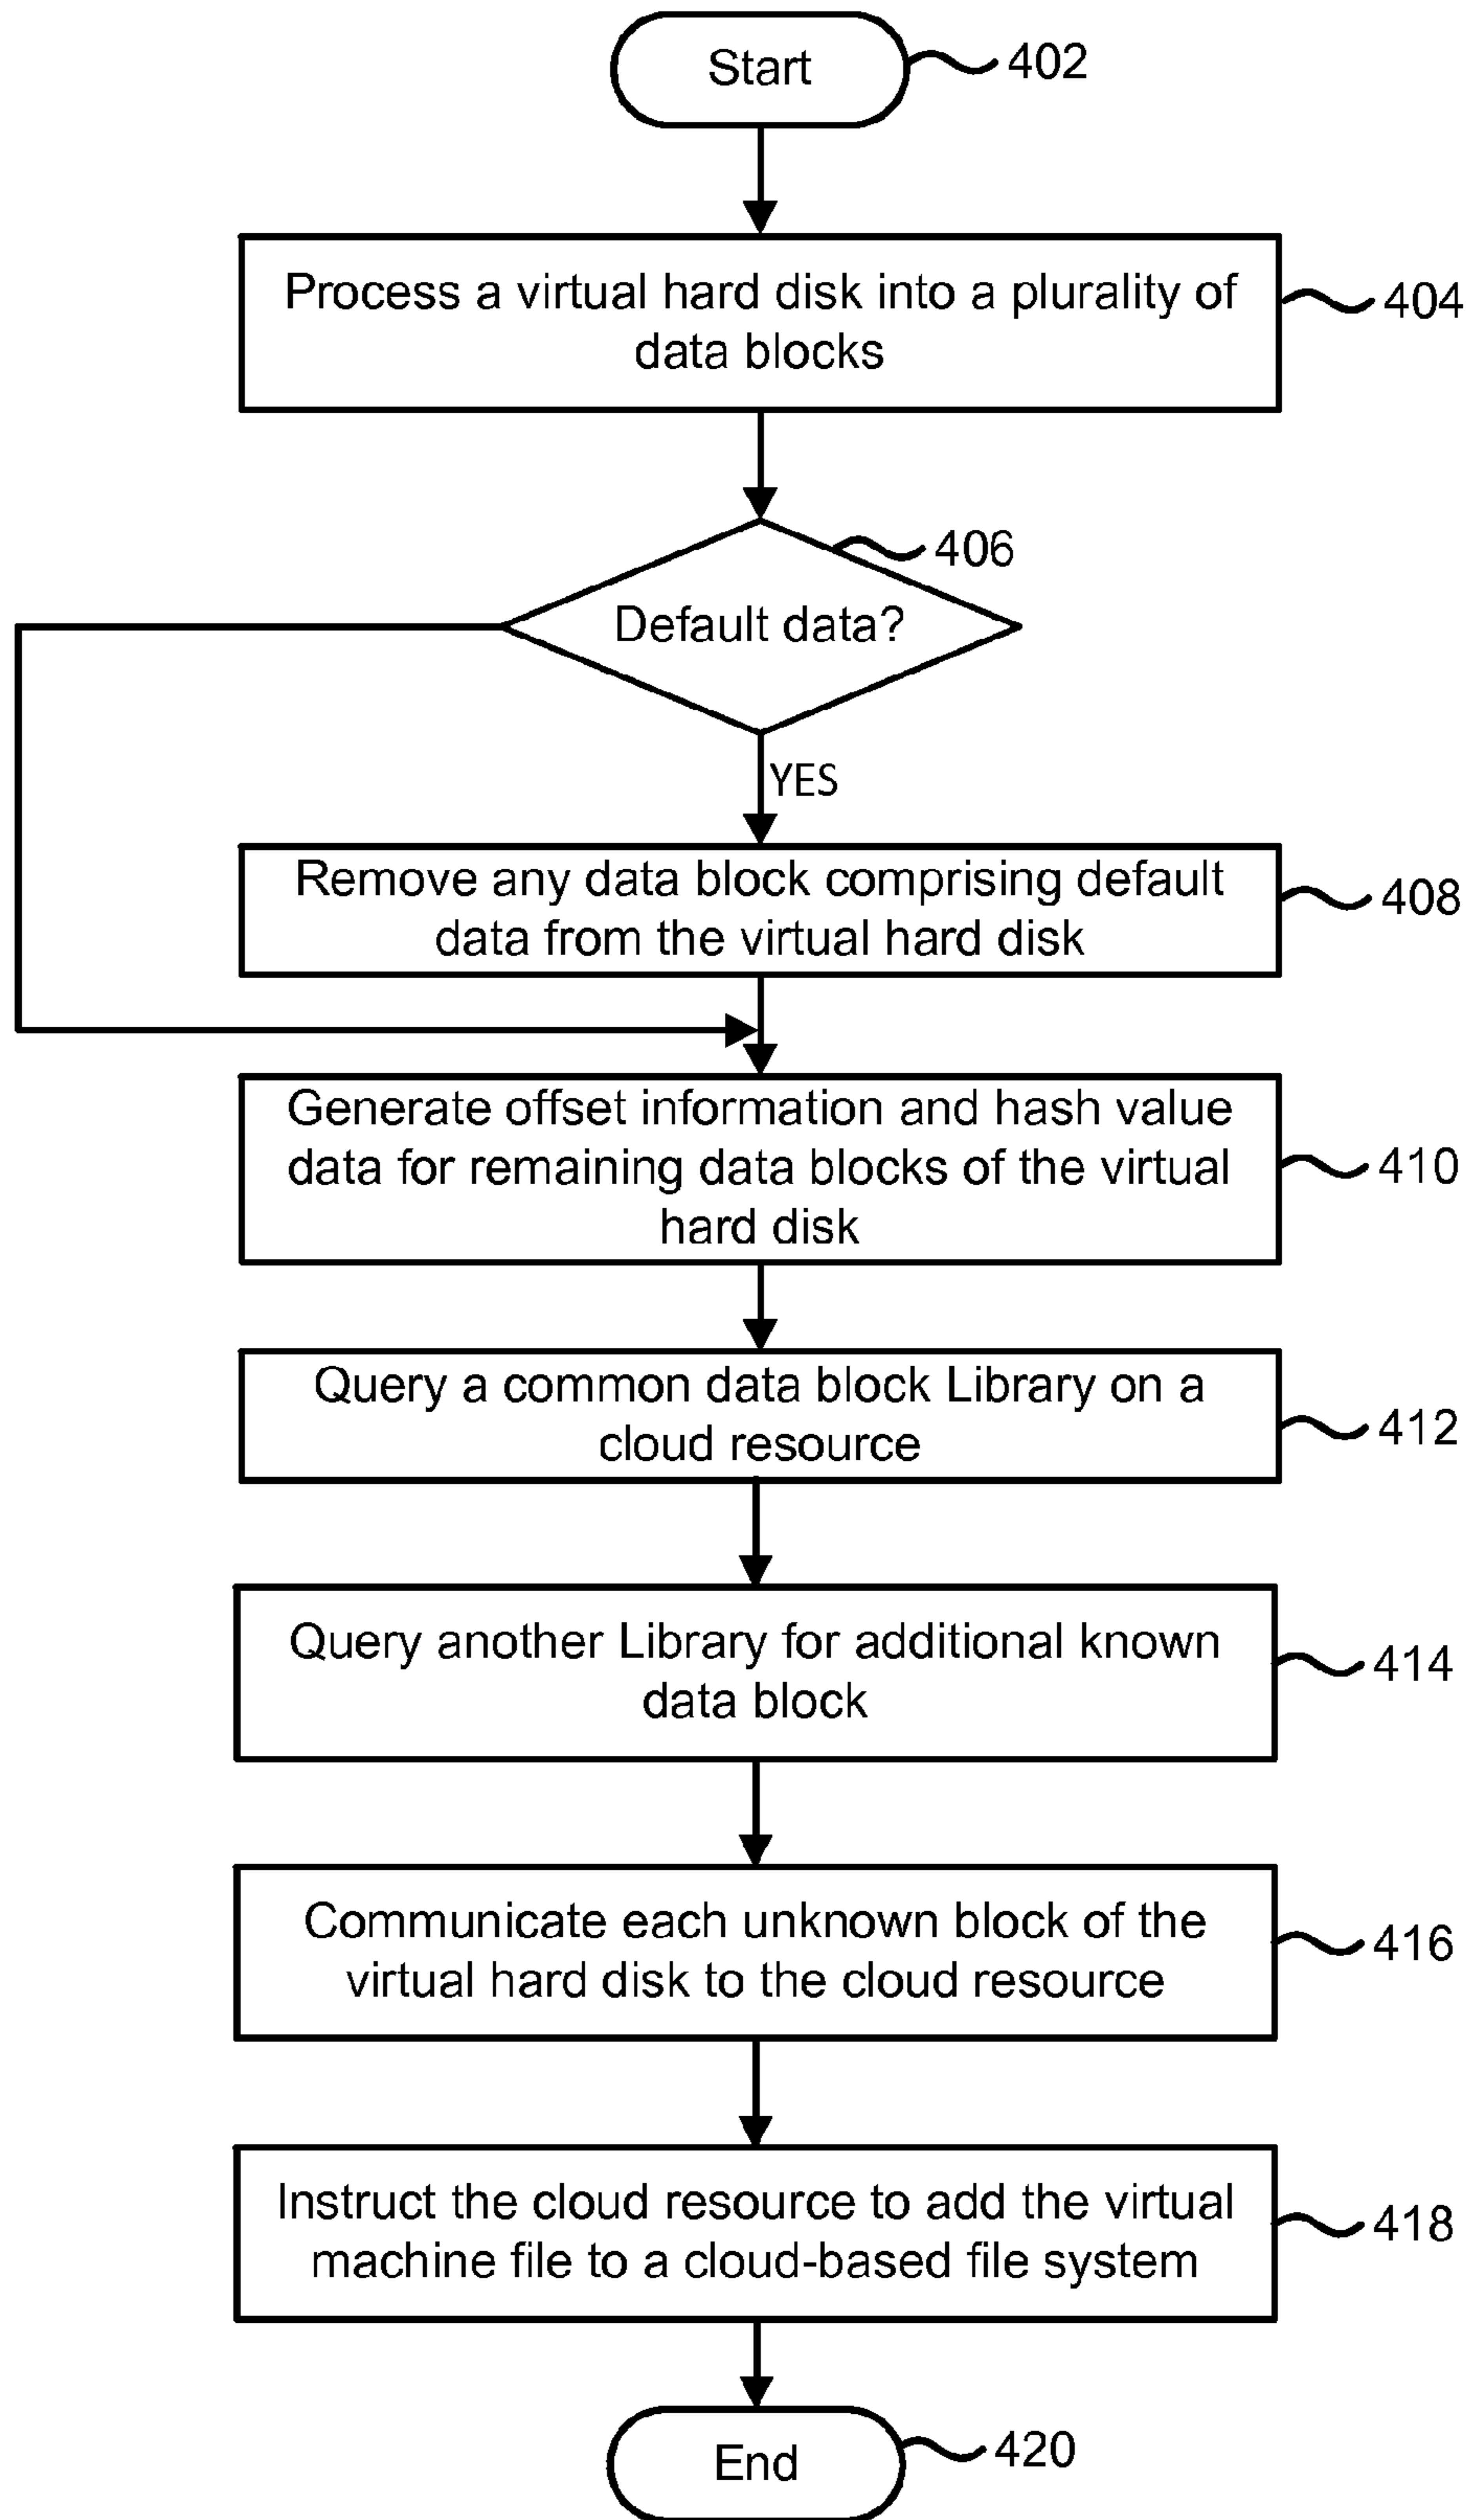 Start
402
Process a virtual hard disk into a plurality of
data blocks
404
406
Default data?
YES
Remove any data block comprising default
data from the virtual hard disk
408
Generate offset information and hash value
data for remaining data blocks of the virtual
hard disk
410
Query a common data block Library on a
cloud resource
412
Query another Library for additional known
data block
414
Communicate each unknown block of the
virtual hard disk to the cloud resource
416
Instruct the cloud resource to add the virtual
machine file to a cloud-based file system
418
End
420